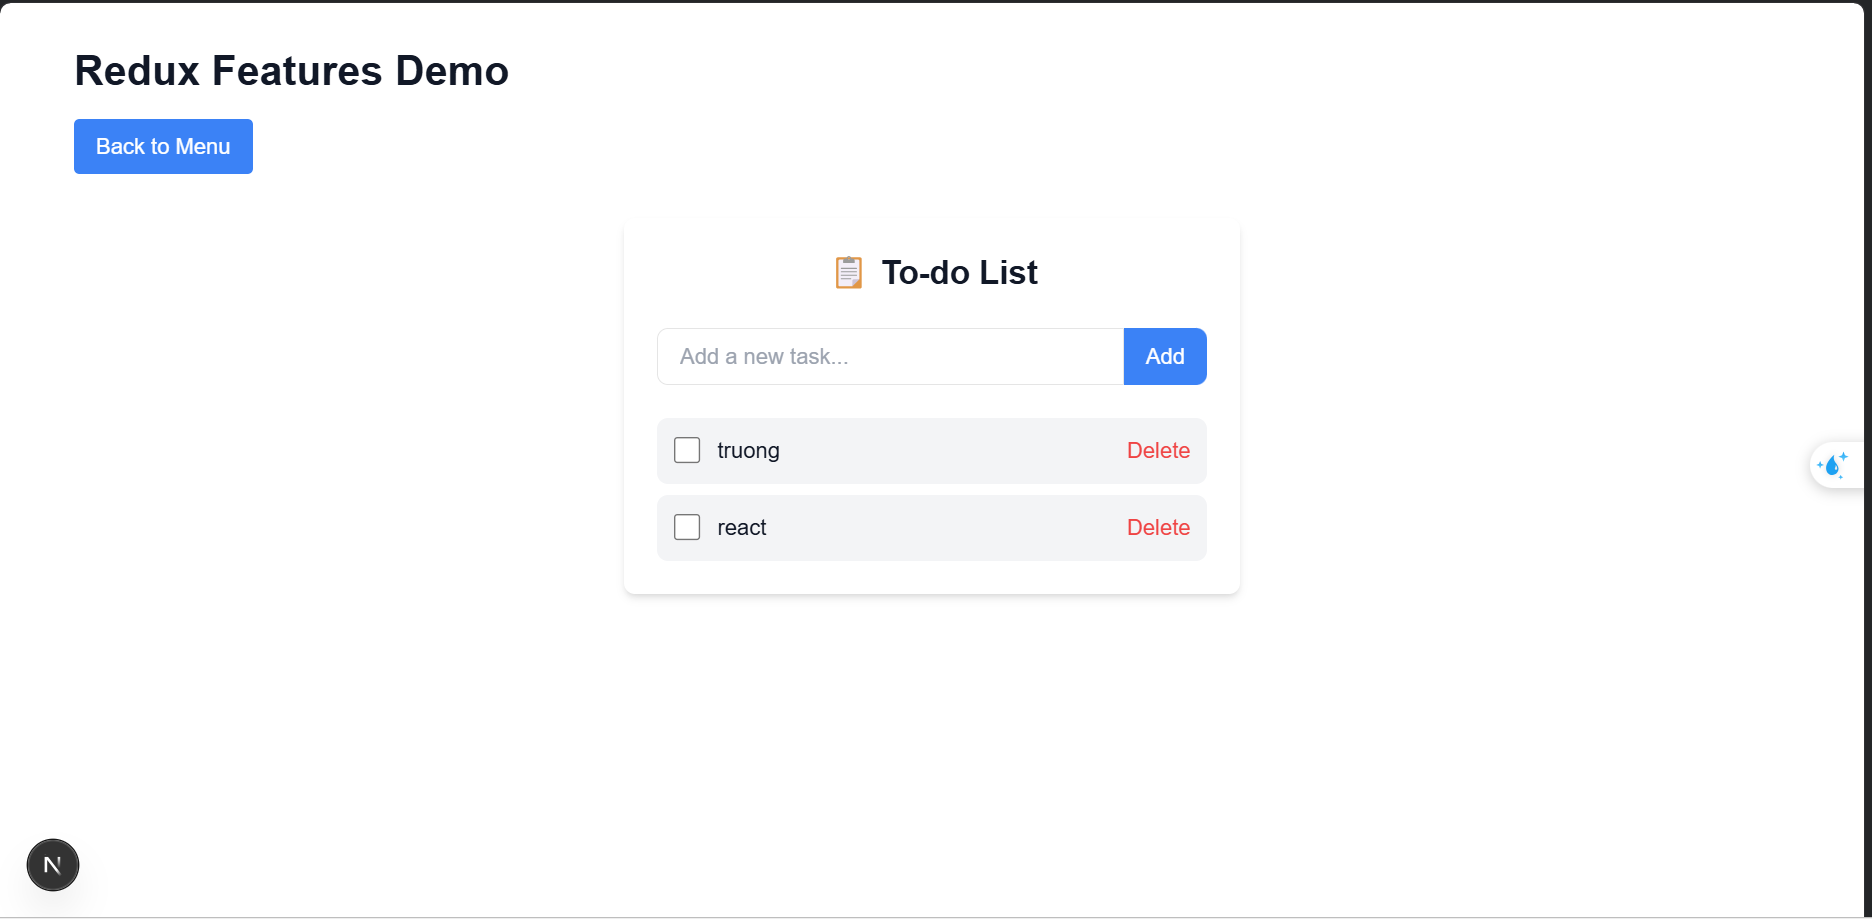 Redux Features Demo
Back to Menu
📋 To-do List
Add a new task...
Add
truong
Delete
react
Delete
N